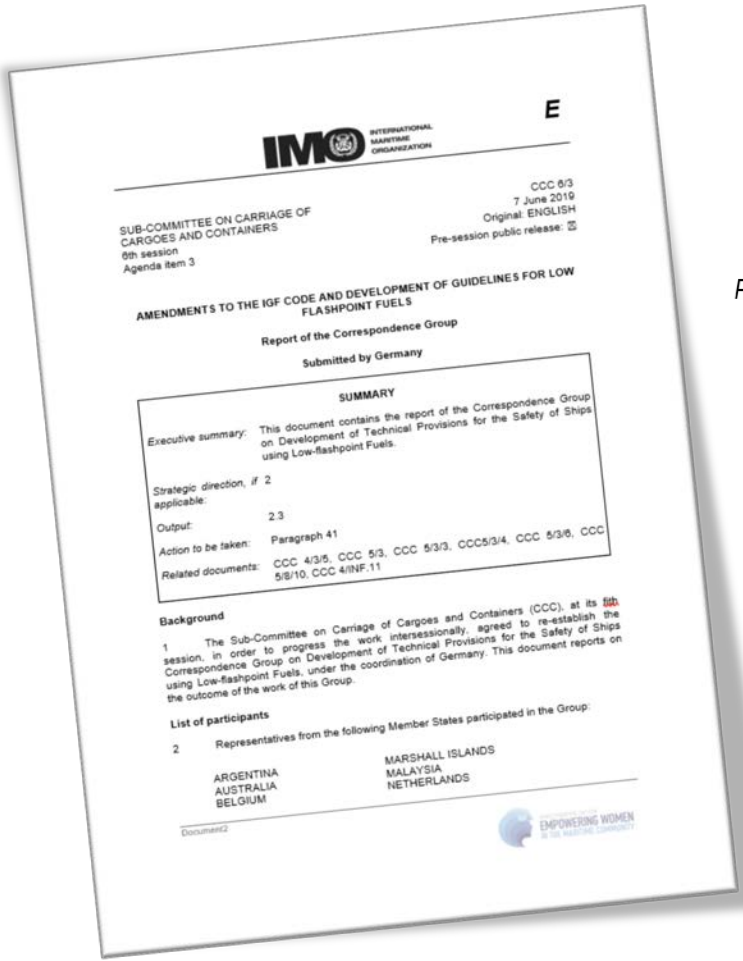 E
IMO
INTERNATIONAL
MARITIME
ORGANIZATION
SUB-COMMITTEE ON CARRIAGE OF
CARGOES AND CONTAINERS
6th session
Agenda item 3
CCC 6/3
7 June 2019
Original: ENGLISH
Pre-session public release: ☒
AMENDMENTS TO THE IGF CODE AND DEVELOPMENT OF GUIDELINES FOR LOW
FLASHPOINT FUELS
Report of the Correspondence Group
Submitted by Germany
SUMMARY
Executive summary: This document contains the report of the Correspondence Group
on Development of Technical Provisions for the Safety of Ships
using Low-flashpoint Fuels.
Strategic direction, if 2
applicable:
Output: 2.3
Action to be taken: Paragraph 41
Related documents: CCC 4/3/5, CCC 5/3, CCC 5/3/3, CCC5/3/4, CCC 5/3/6, CCC
5/8/10, CCC 4/INF.11
Background
1 The Sub-Committee on Carriage of Cargoes and Containers (CCC), at its
session, in order to progress the work intersessionally, agreed to re-establish the
Correspondence Group on Development of Technical Provisions for the Safety of Ships
using Low-flashpoint Fuels, under the coordination of Germany. This document reports on
the outcome of the work of this Group.
List of participants
2 Representatives from the following Member States participated in the Group:
ARGENTINA MARSHALL ISLANDS
AUSTRALIA MALAYSIA
BELGIUM NETHERLANDS
Document2
EMPOWERING WOMEN
IN THE MARITIME COMMUNITY